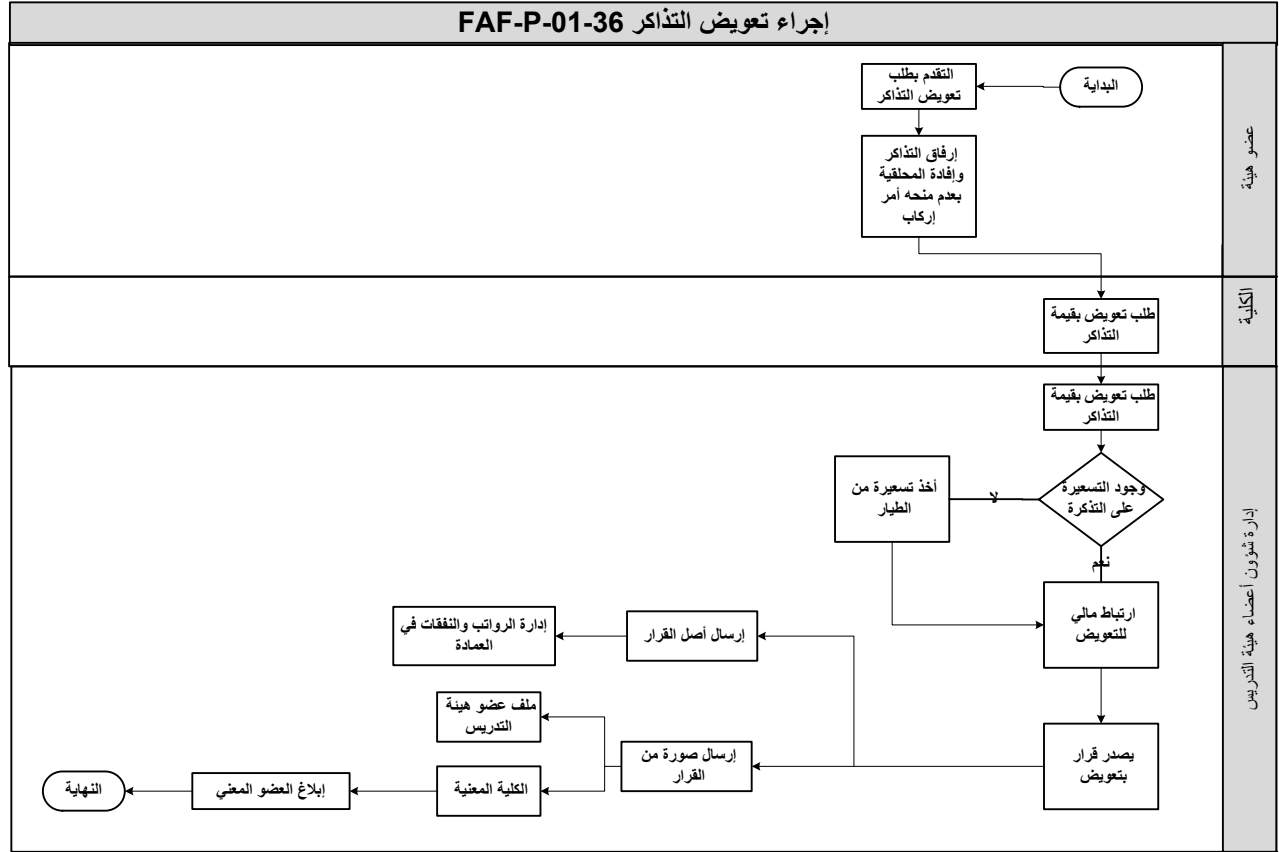 إجراء تعويض التذاكر FAF-P-01-36
عضو هيئة
البداية
التقدم بطلب
تعويض التذاكر
إرفاق التذاكر
وإفادة المحلقية
بعدم منحه أمر
إركاب
الكلية
طلب تعويض بقيمة
التذاكر
إدارة شؤون أعضاء هيئة التدريس
طلب تعويض بقيمة
التذاكر
وجود التسعيرة
على التذكرة
لا
أخذ تسعيرة من
الطيار
نعم
ارتباط مالي
للتعويض
يصدر قرار
بتعويض
إرسال أصل القرار
إدارة الرواتب والنفقات في
العمادة
إرسال صورة من
القرار
ملف عضو هيئة
التدريس
الكلية المعنية
إبلاغ العضو المعني
النهاية